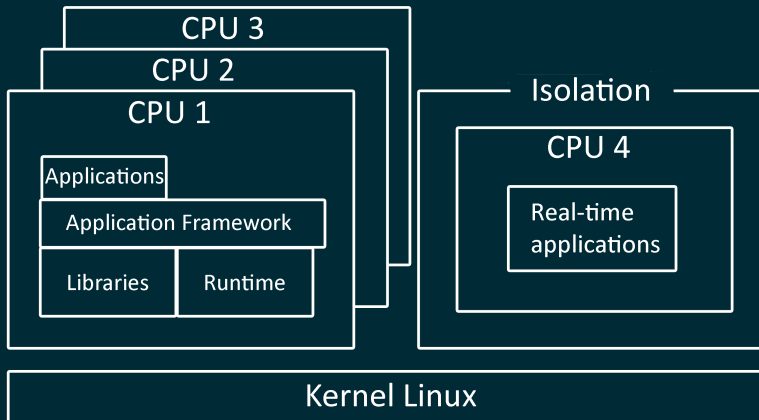 CPU 3
CPU 2
CPU 1
Applications
Application Framework
Libraries
Runtime
Isolation
CPU 4
Real-time
applications
Kernel Linux